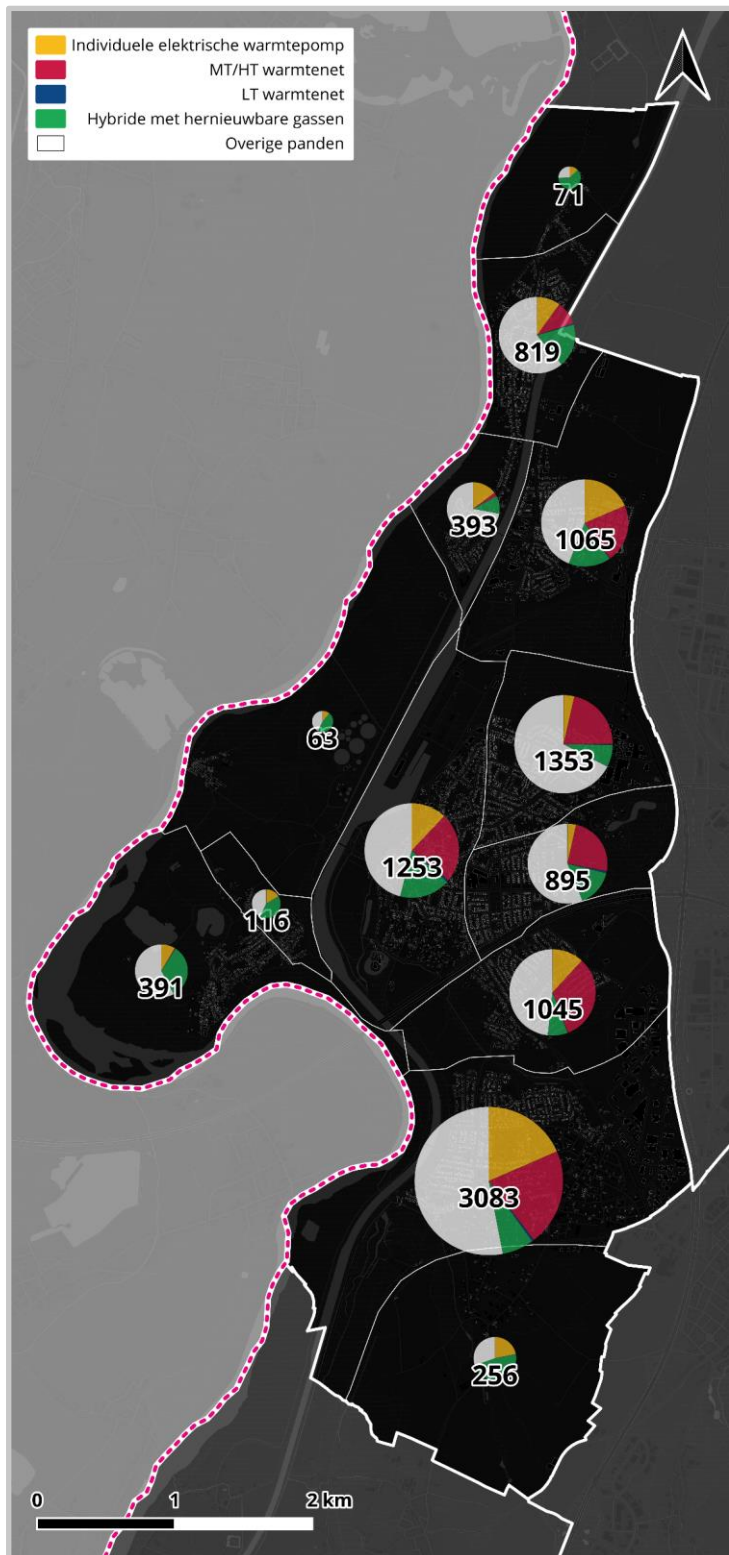 Individuele elektrische warmtepomp
MT/HT warmtenet
LT warmtenet
Hybride met hernieuwbare gassen
Overige panden
71
819
393
1065
63
1353
1253
895
116
391
1045
3083
256
0 1 2 km